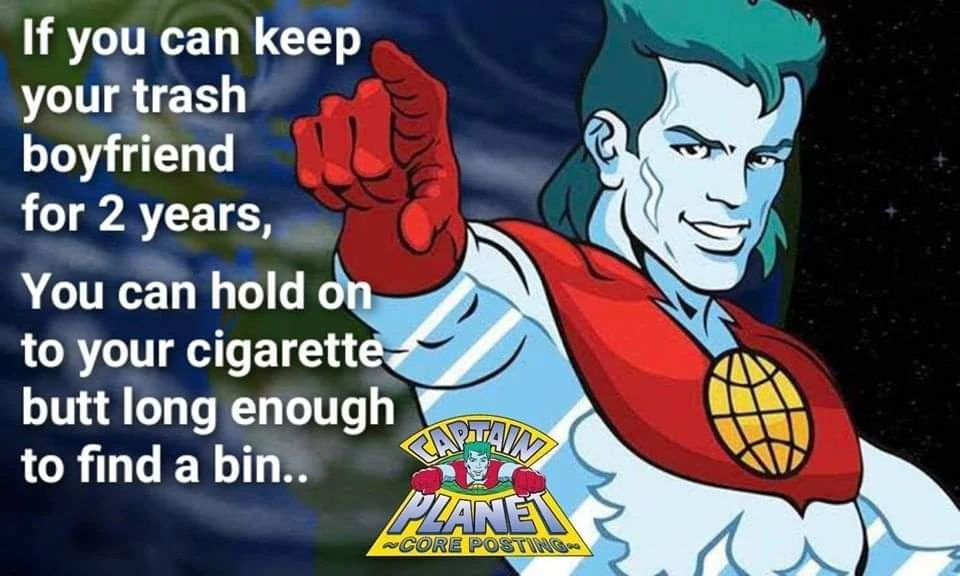 If you can keep
your trash
boyfriend
for 2 years,
You can hold on
to your cigarette
butt long enough
to find a bin..
CAPTAIN
PLANET
~CORE POSTING~